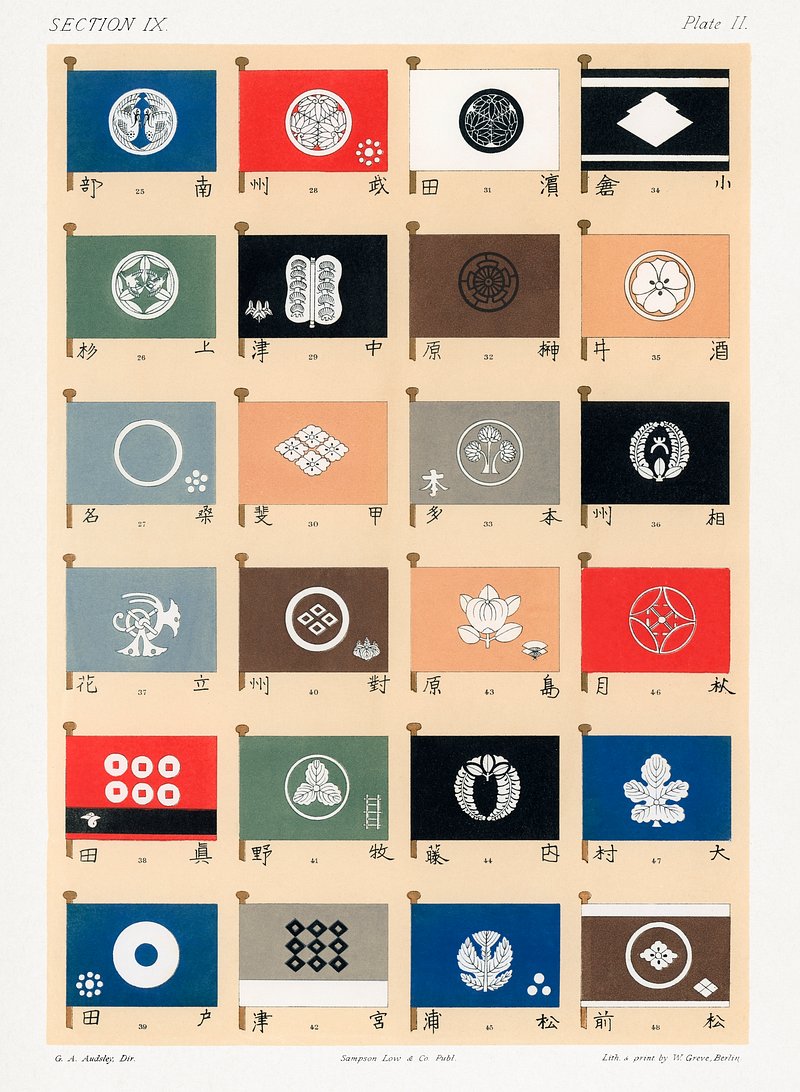 SECTION IX. Plate II.
部 25 南
州 28 武
田 31 濱
倉 34 小
杉 26 上
津 29 中
原 32 榊
井 35 酒
名 27 桑
斐 30 甲
本
多 33 本
州 36 相
花 37 立
州 40 對
原 43 島
月 46 秋
田 38 眞
野 41 牧
藤 44 内
村 47 大
田 39 戸
津 42 宮
浦 45 松
前 48 松
G. A. Audsley, Dir. Sampson Low & Co. Publ. Lith. & print by W. Greve, Berlin